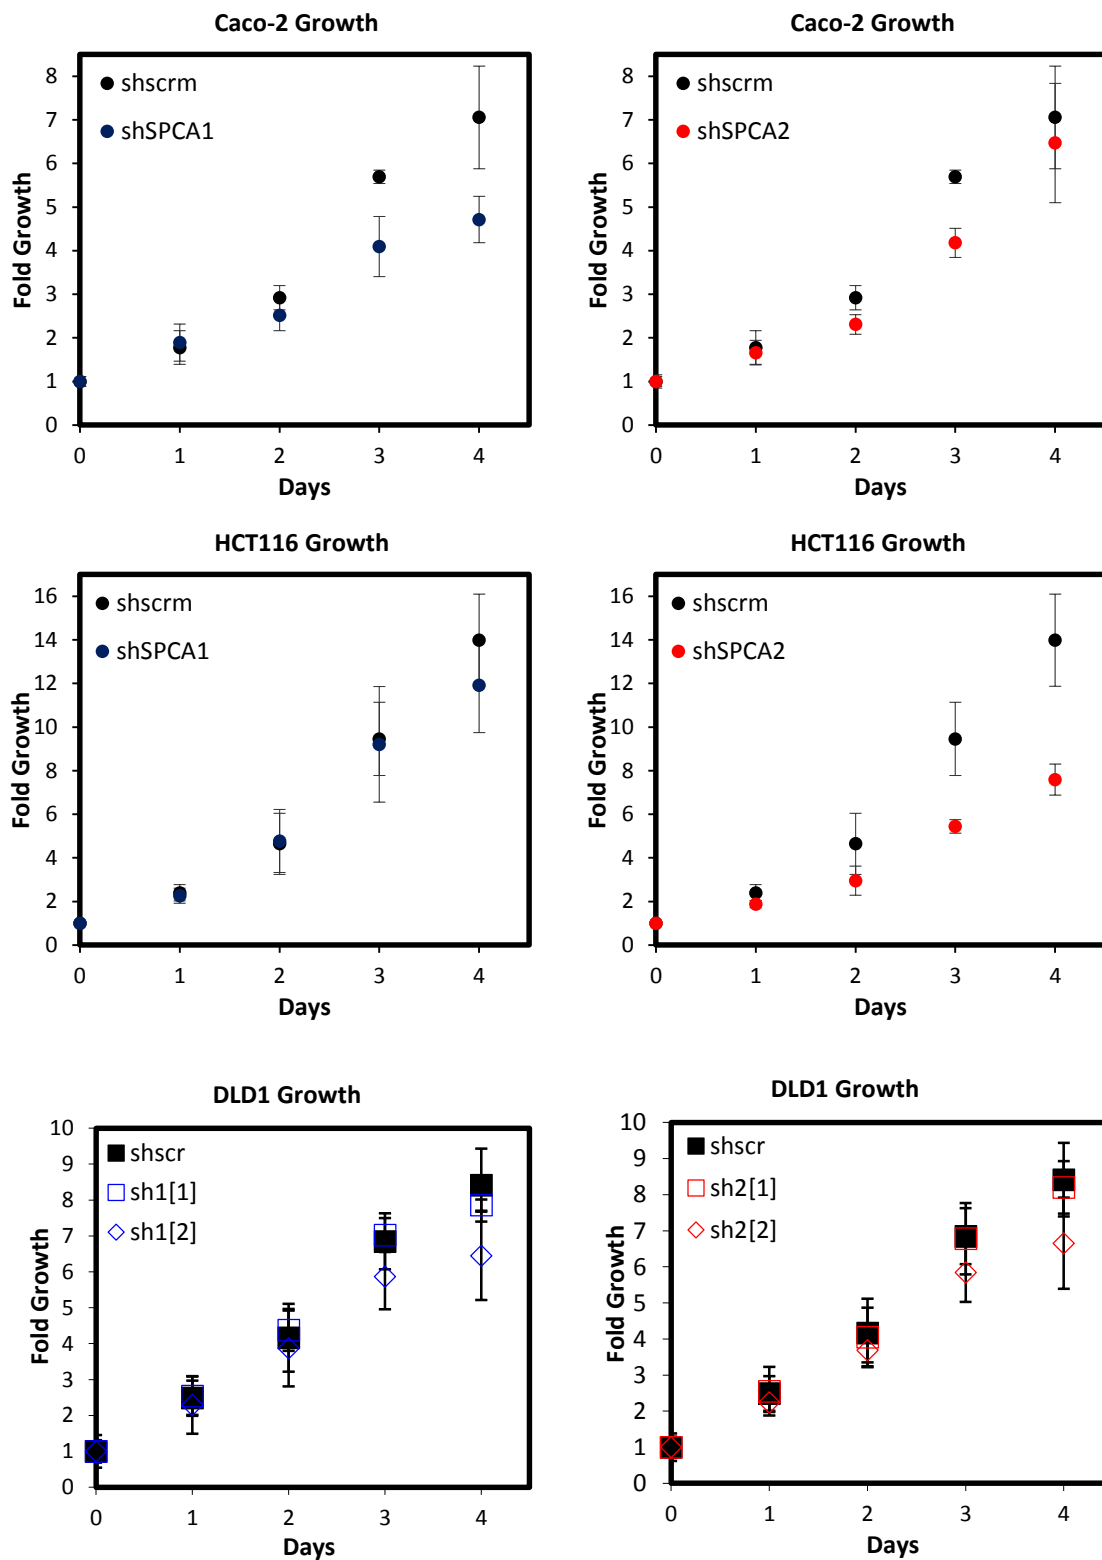 Caco-2 Growth
8
7
6
5
4
3
2
1
0
Fold Growth
shscrm
shSPCA1
0 1 2 3 4
Days
Caco-2 Growth
8
7
6
5
4
3
2
1
0
Fold Growth
shscrm
shSPCA2
0 1 2 3 4
Days
HCT116 Growth
16
14
12
10
8
6
4
2
0
Fold Growth
shscrm
shSPCA1
0 1 2 3 4
Days
HCT116 Growth
16
14
12
10
8
6
4
2
0
Fold Growth
shscrm
shSPCA2
0 1 2 3 4
Days
DLD1 Growth
10
9
8
7
6
5
4
3
2
1
0
Fold Growth
shscr
sh1[1]
sh1[2]
0 1 2 3 4
Days
DLD1 Growth
10
9
8
7
6
5
4
3
2
1
0
Fold Growth
shscr
sh2[1]
sh2[2]
0 1 2 3 4
Days